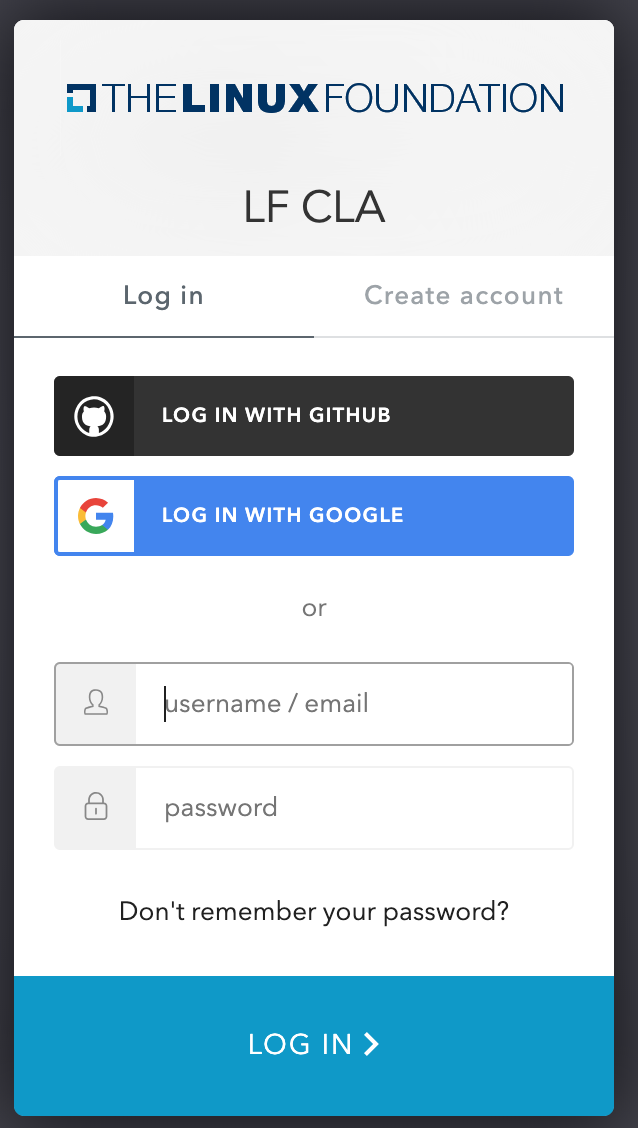 THE LINUX FOUNDATION
LF CLA
Log in
Create account
LOG IN WITH GITHUB
LOG IN WITH GOOGLE
or
username / email
password
Don't remember your password?
LOG IN